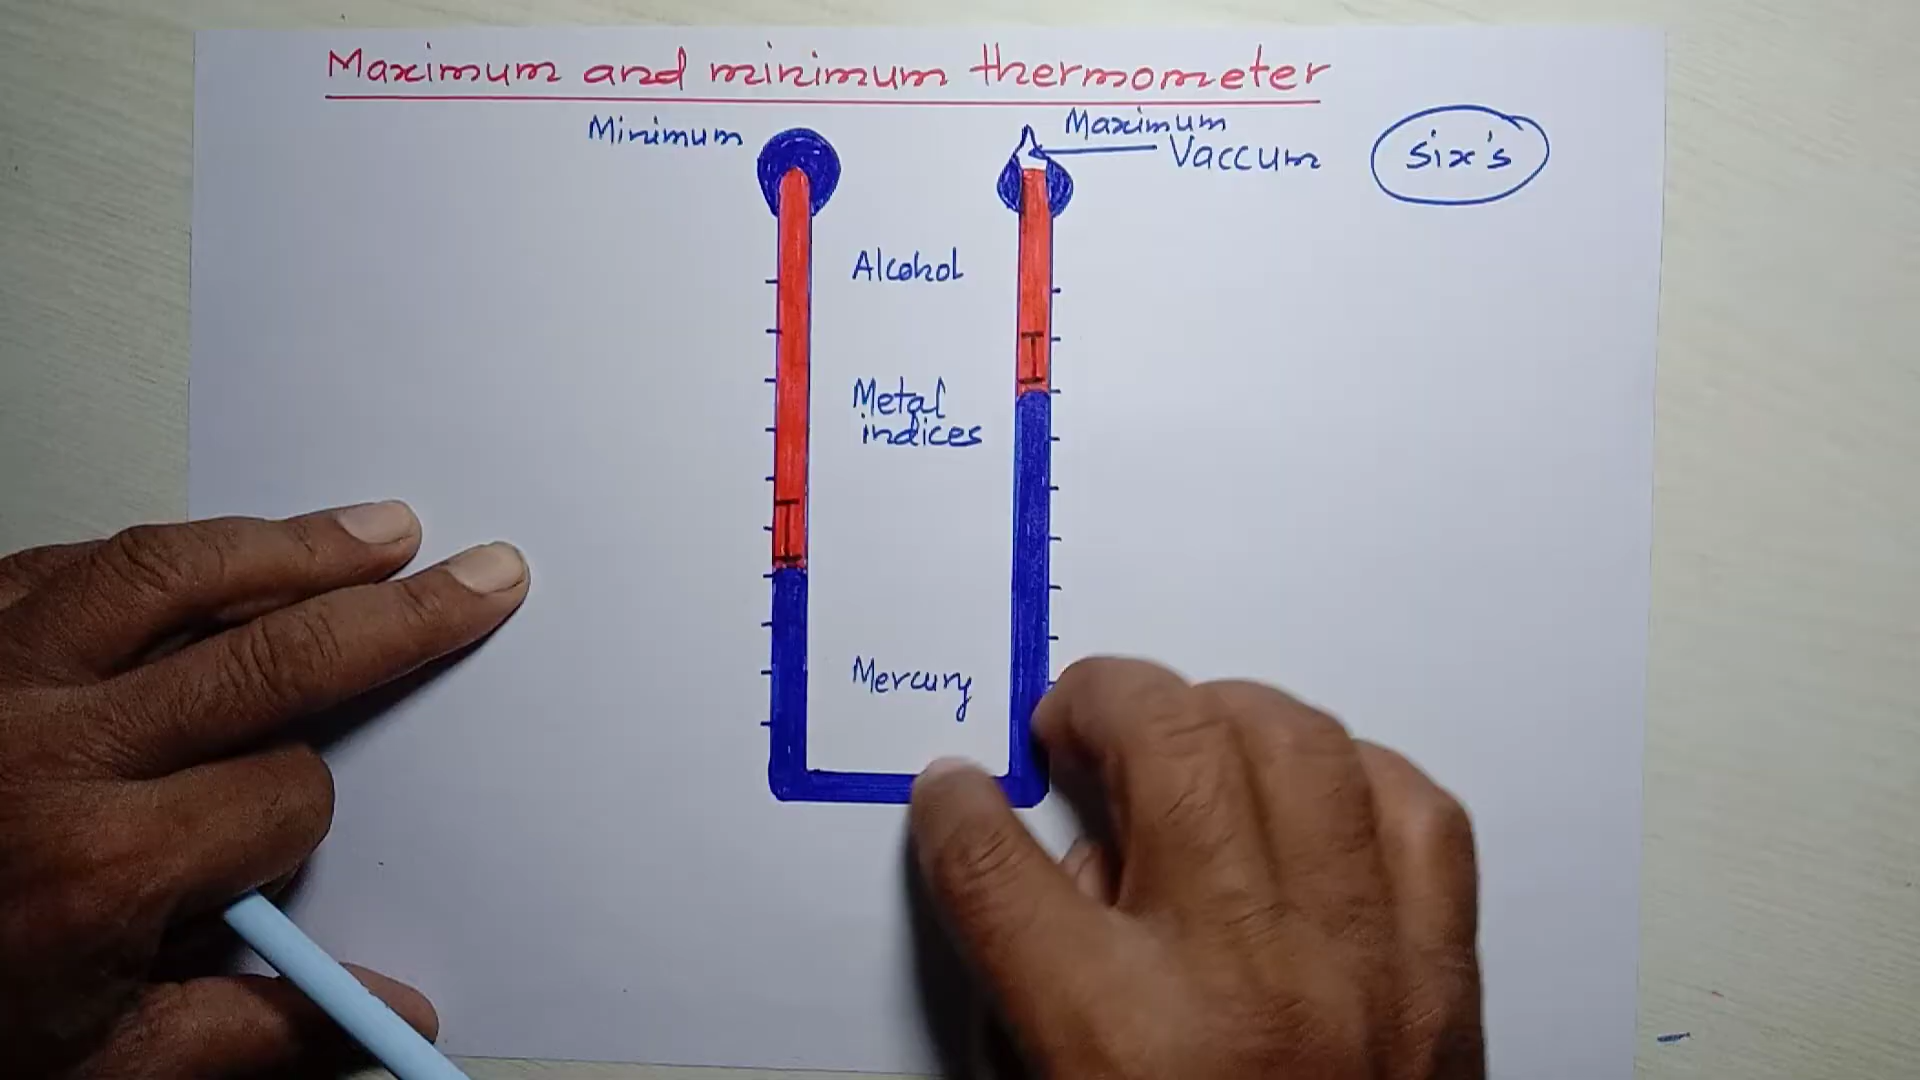 Maximum and minimum thermometer
Minimum
Maximum
Vaccum
six's
Alcohol
Metal
indices
Mercury